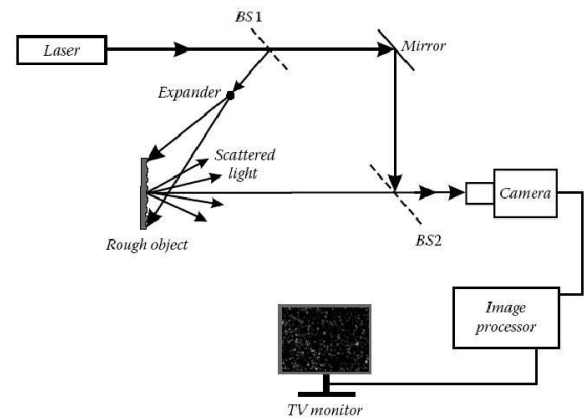 BS1
Laser
Mirror
Expander
Scattered
light
Camera
Rough object
BS2
Image
processor
TV monitor